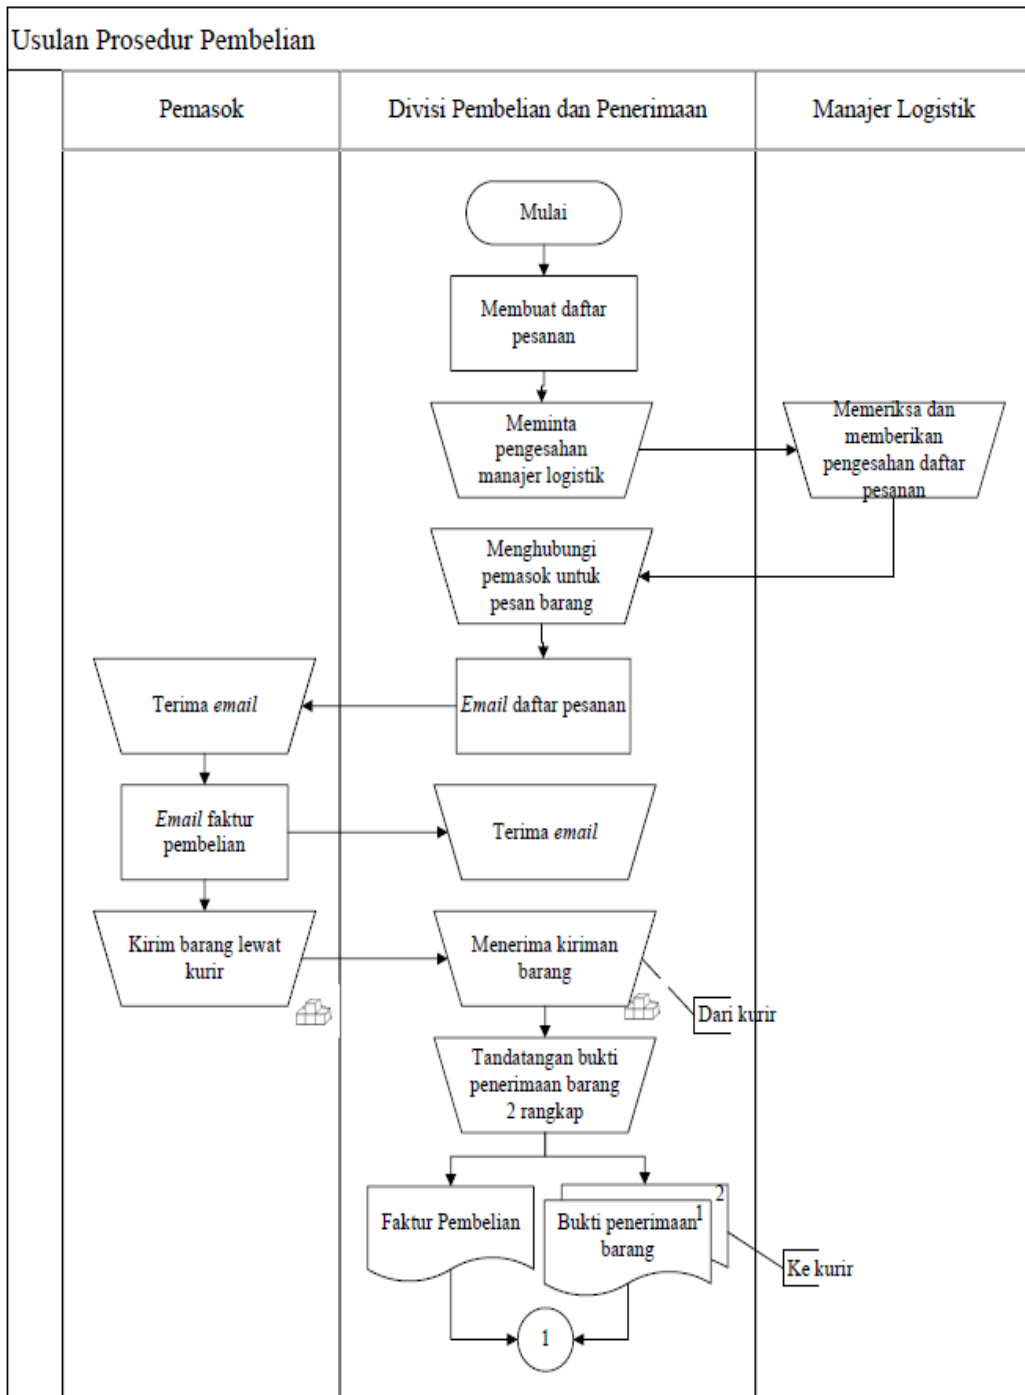 Usulan Prosedur Pembelian
Pemasok
Divisi Pembelian dan Penerimaan
Manajer Logistik
Mulai
Membuat daftar
pesanan
Meminta
pengesahan
manajer logistik
Memeriksa dan
memberikan
pengesahan daftar
pesanan
Menghubungi
pemasok untuk
pesan barang
Terima email
Email daftar pesanan
Email faktur
pembelian
Terima email
Kirim barang lewat
kurir
Menerima kiriman
barang
Dari kurir
Tandatangan bukti
penerimaan barang
2 rangkap
Faktur Pembelian
2
1
Bukti penerimaan
barang
Ke kurir
1